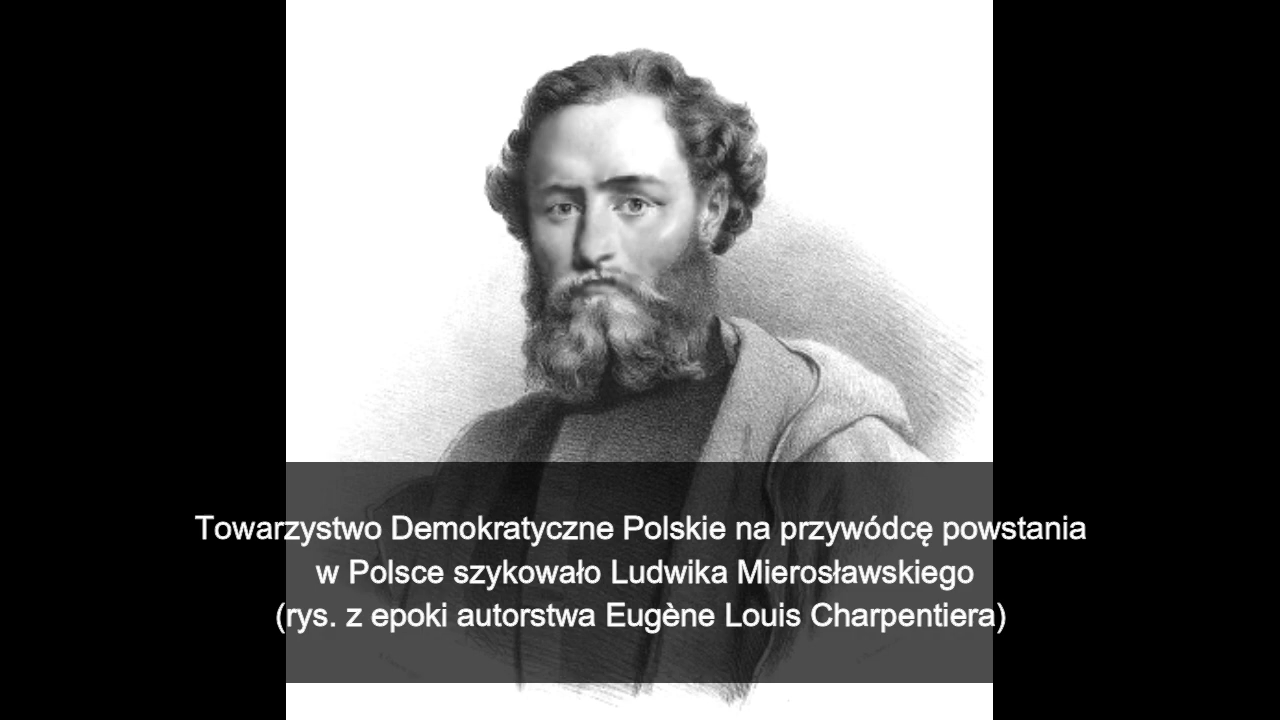 Towarzystwo Demokratyczne Polskie na przywódcę powstania
w Polsce szykowało Ludwika Mierosławskiego
(rys. z epoki autorstwa Eugène Louis Charpentiera)